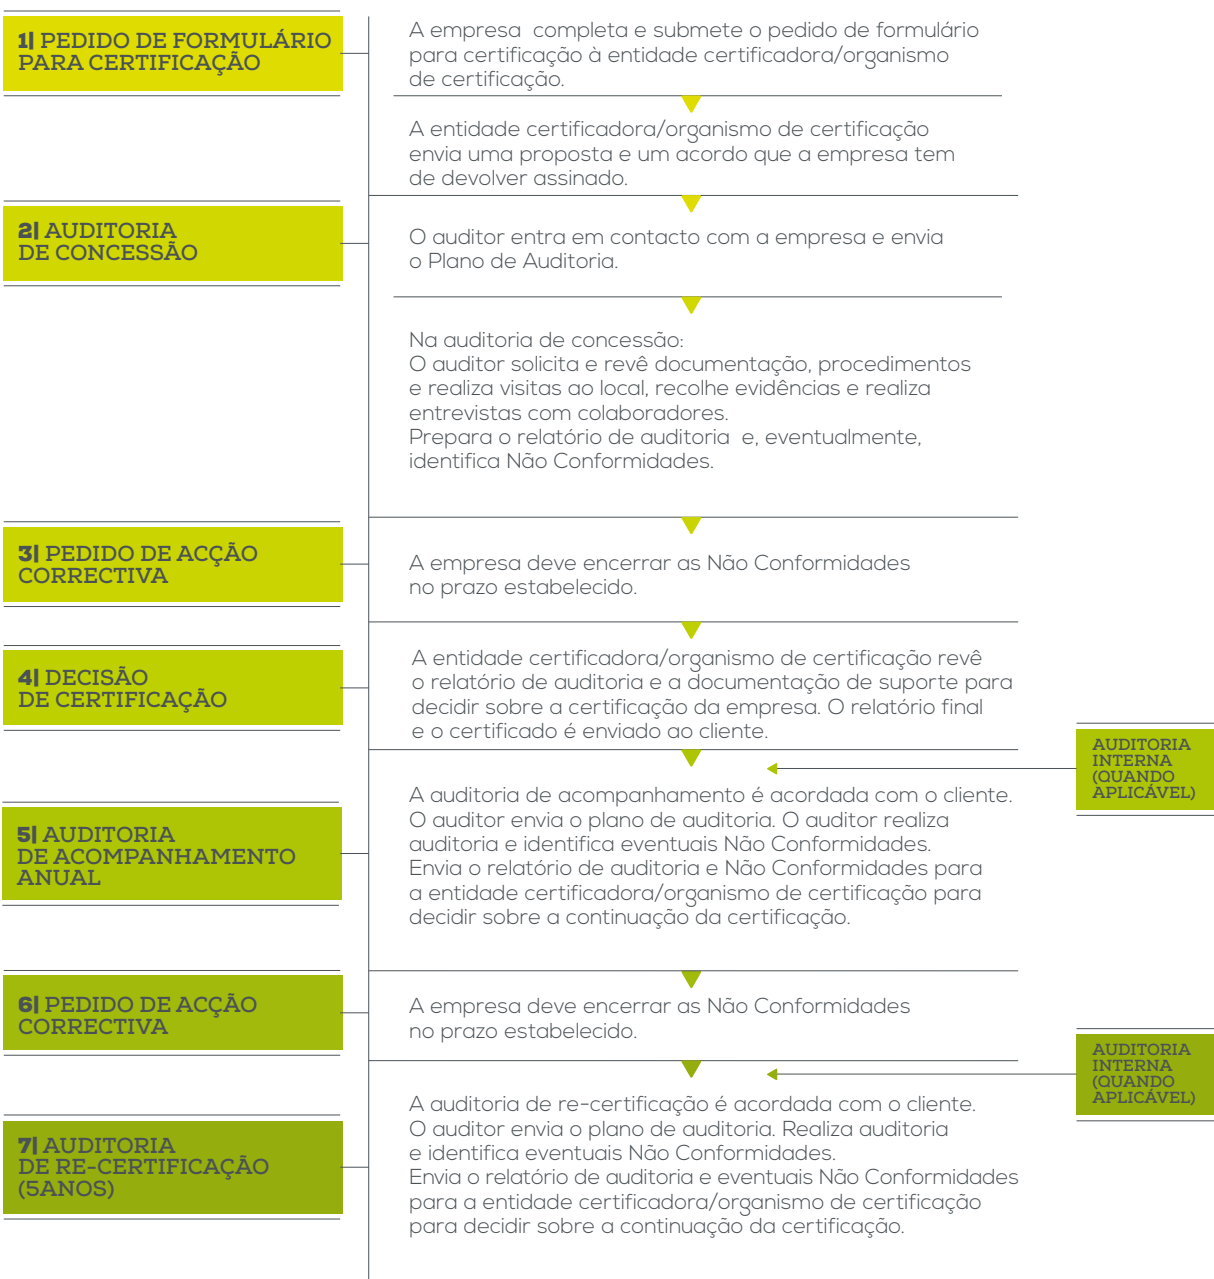 1| PEDIDO DE FORMULÁRIO
PARA CERTIFICAÇÃO
A empresa completa e submete o pedido de formulário
para certificação à entidade certificadora/organismo
de certificação.
A entidade certificadora/organismo de certificação
envia uma proposta e um acordo que a empresa tem
de devolver assinado.
2| AUDITORIA
DE CONCESSÃO
O auditor entra em contacto com a empresa e envia
o Plano de Auditoria.
Na auditoria de concessão:
O auditor solicita e revê documentação, procedimentos
e realiza visitas ao local, recolhe evidências e realiza
entrevistas com colaboradores.
Prepara o relatório de auditoria e, eventualmente,
identifica Não Conformidades.
3| PEDIDO DE ACÇÃO
CORRECTIVA
A empresa deve encerrar as Não Conformidades
no prazo estabelecido.
4| DECISÃO
DE CERTIFICAÇÃO
A entidade certificadora/organismo de certificação revê
o relatório de auditoria e a documentação de suporte para
decidir sobre a certificação da empresa. O relatório final
e o certificado é enviado ao cliente.
AUDITORIA
INTERNA
(QUANDO
APLICÁVEL)
5| AUDITORIA
DE ACOMPANHAMENTO
ANUAL
A auditoria de acompanhamento é acordada com o cliente.
O auditor envia o plano de auditoria. O auditor realiza
auditoria e identifica eventuais Não Conformidades.
Envia o relatório de auditoria e Não Conformidades para
a entidade certificadora/organismo de certificação para
decidir sobre a continuação da certificação.
6| PEDIDO DE ACÇÃO
CORRECTIVA
A empresa deve encerrar as Não Conformidades
no prazo estabelecido.
AUDITORIA
INTERNA
(QUANDO
APLICÁVEL)
7| AUDITORIA
DE RE-CERTIFICAÇÃO
(5ANOS)
A auditoria de re-certificação é acordada com o cliente.
O auditor envia o plano de auditoria. Realiza auditoria
e identifica eventuais Não Conformidades.
Envia o relatório de auditoria e eventuais Não Conformidades
para a entidade certificadora/organismo de certificação
para decidir sobre a continuação da certificação.